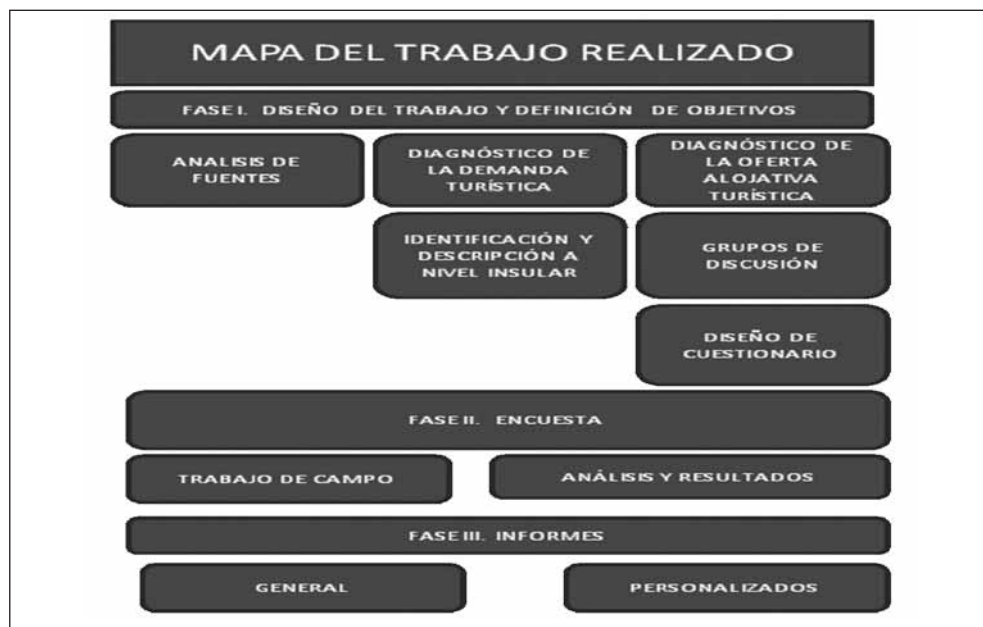 MAPA DEL TRABAJO REALIZADO
FASE I. DISEÑO DEL TRABAJO Y DEFINICIÓN DE OBJETIVOS
ANALISIS DE
FUENTES
DIAGNÓSTICO DE
LA DEMANDA
TURÍSTICA
DIAGNÓSTICO DE
LA OFERTA
ALOJATIVA
TURÍSTICA
IDENTIFICACIÓN Y
DESCRIPCIÓN A
NIVEL INSULAR
GRUPOS DE
DISCUSIÓN
DISEÑO DE
CUESTIONARIO
FASE II. ENCUESTA
TRABAJO DE CAMPO
ANÁLISIS Y RESULTADOS
FASE III. INFORMES
GENERAL
PERSONALIZADOS